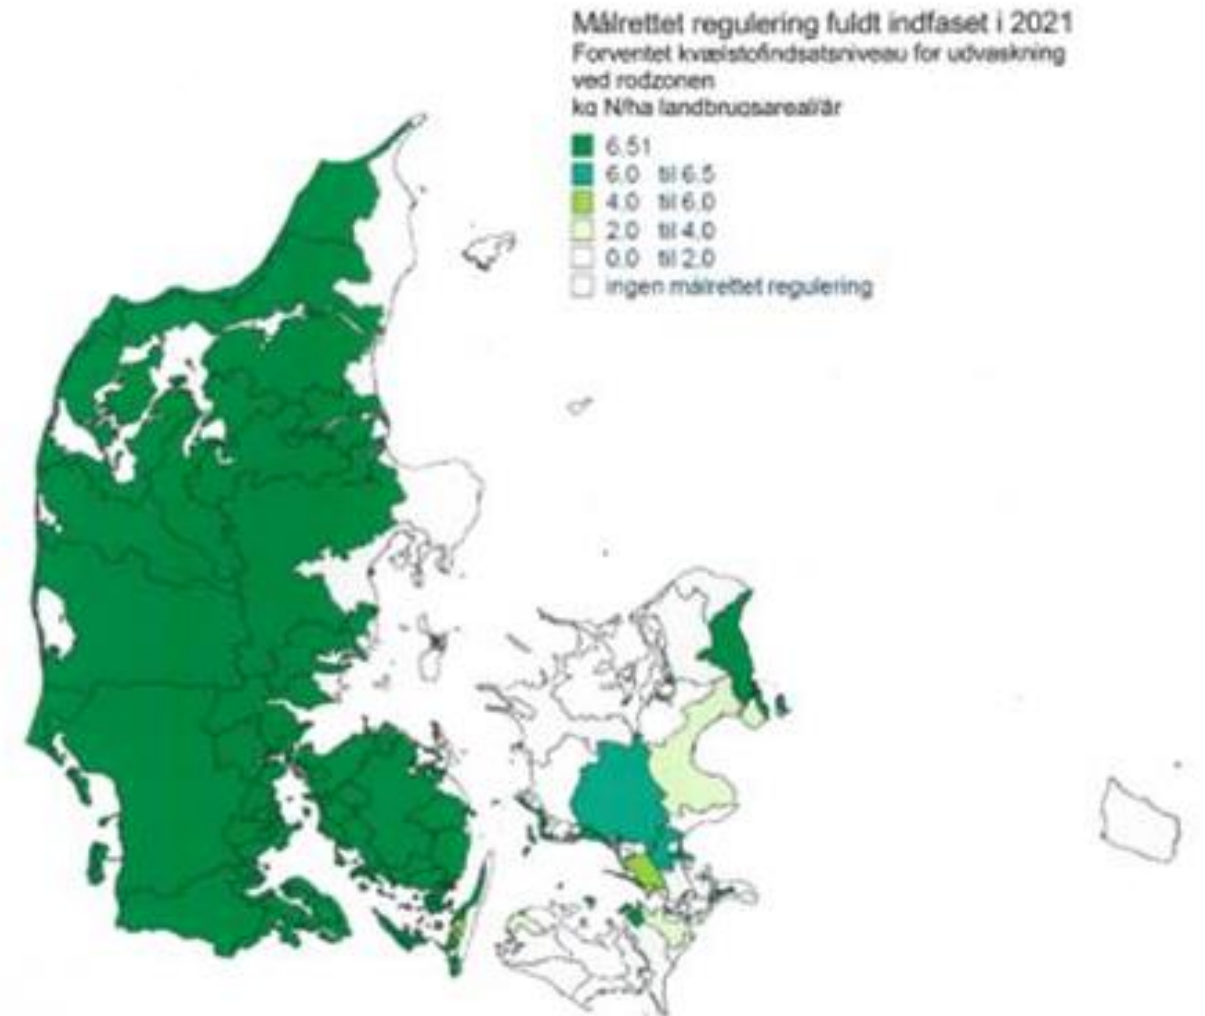 Målrettet regulering fuldt indfaset i 2021
Forventet kvælstofindsatsniveau for udvaskning
ved rodzonen
kg N/ha landbrugsareal/år
6.51
6.0 til 6.5
4.0 til 6.0
2.0 til 4.0
0.0 til 2.0
ingen målrettet regulering